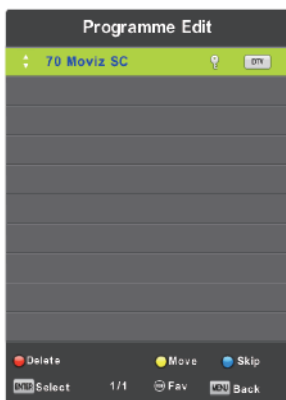 Programme Edit
70 Moviz SC DTV
Delete Move Skip
ENTER Select 1/1 Fav MENU Back